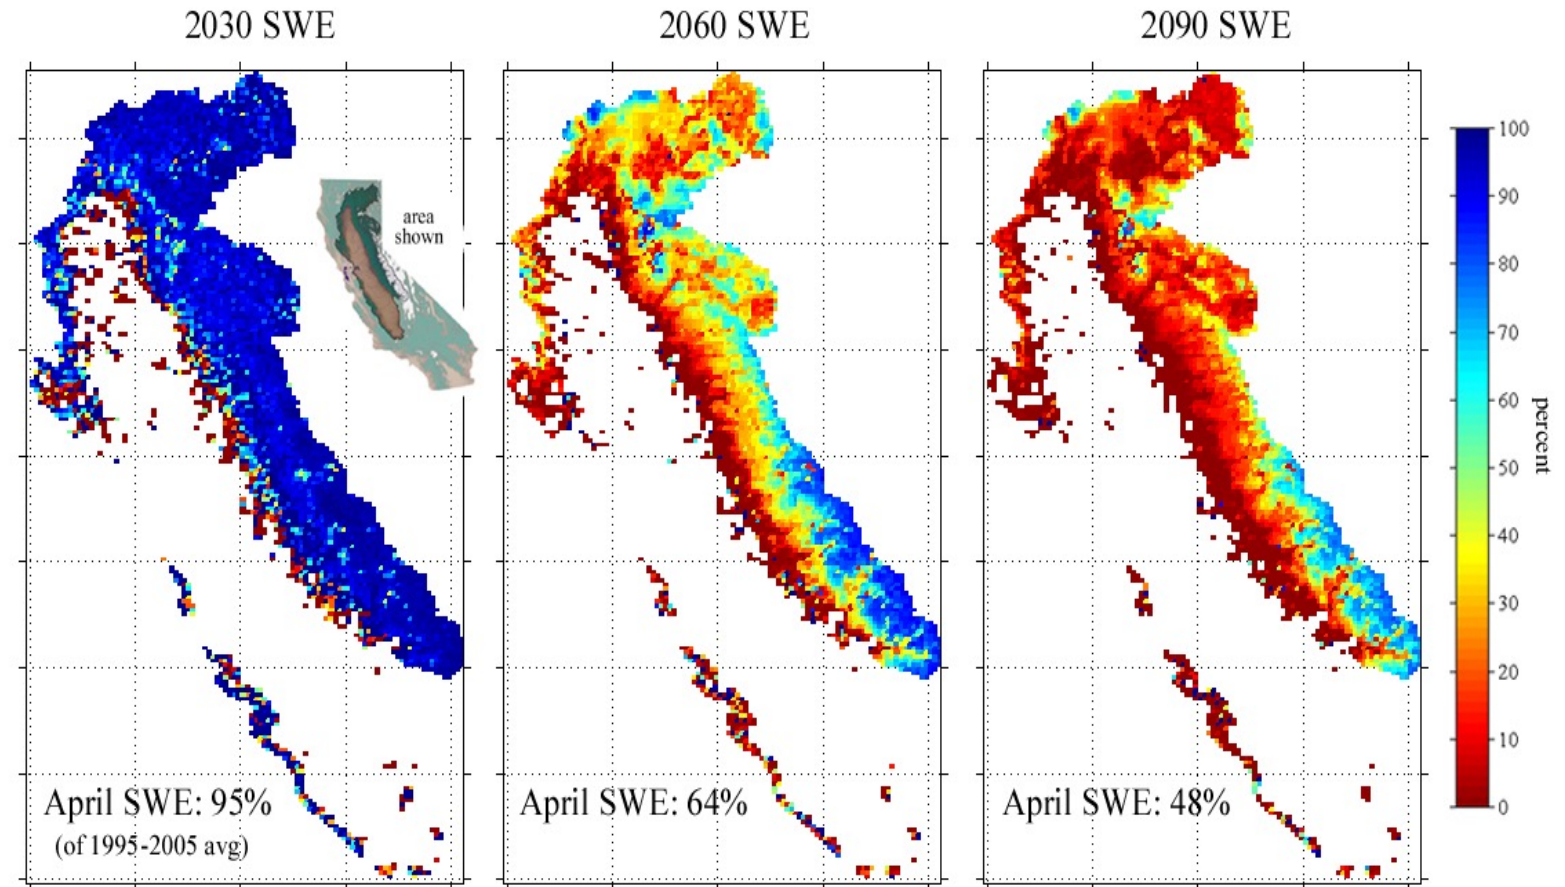 2030 SWE
2060 SWE
2090 SWE
area
shown
100
90
80
70
60
50
40
30
20
10
0
percent
April SWE: 95%
(of 1995-2005 avg)
April SWE: 64%
April SWE: 48%